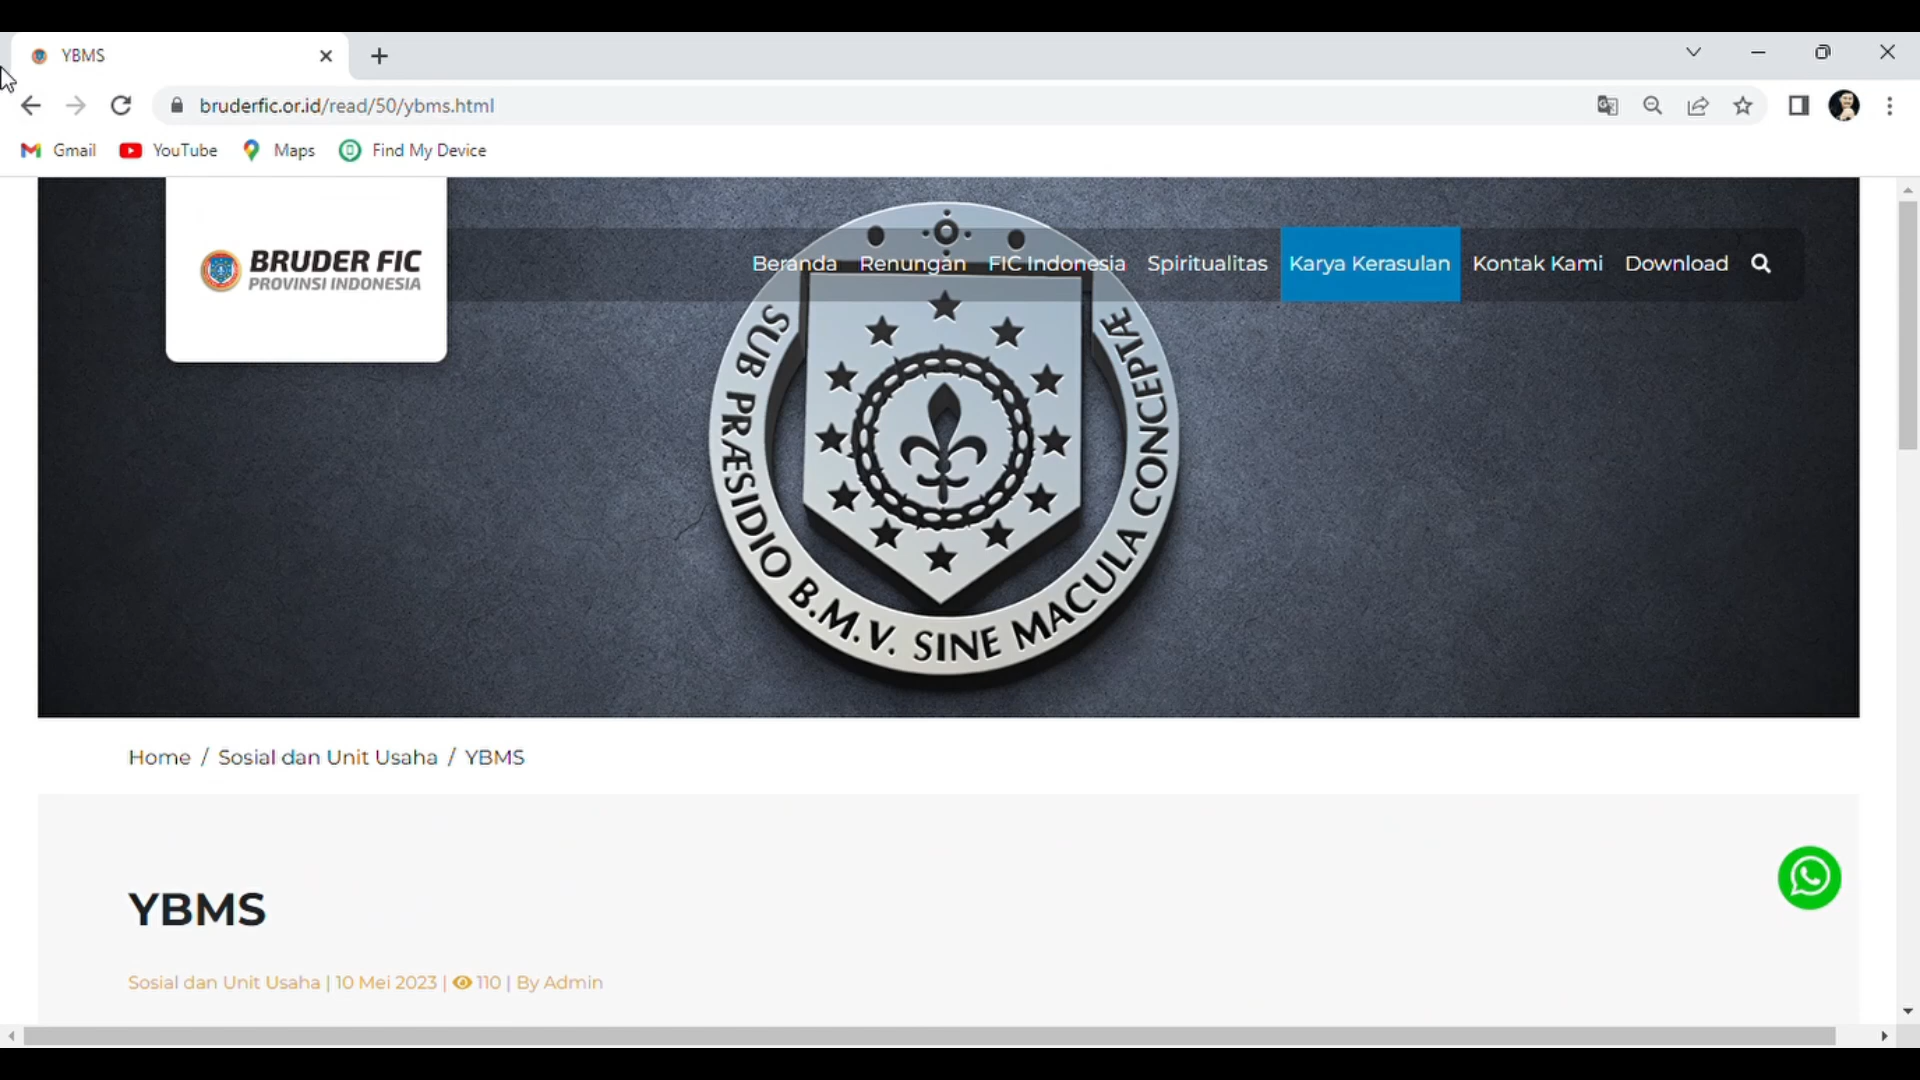 YBMS
bruderfic.or.id/read/50/ybms.html
Gmail YouTube Maps Find My Device
BRUDER FIC
PROVINSI INDONESIA
Beranda Renungan FIC Indonesia Spiritualitas Karya Kerasulan Kontak Kami Download
SUB PRÆSIDIO B.M.V. SINE MACULA CONCEPTÆ
Home / Sosial dan Unit Usaha / YBMS
YBMS
Sosial dan Unit Usaha | 10 Mei 2023 | 110 | By Admin